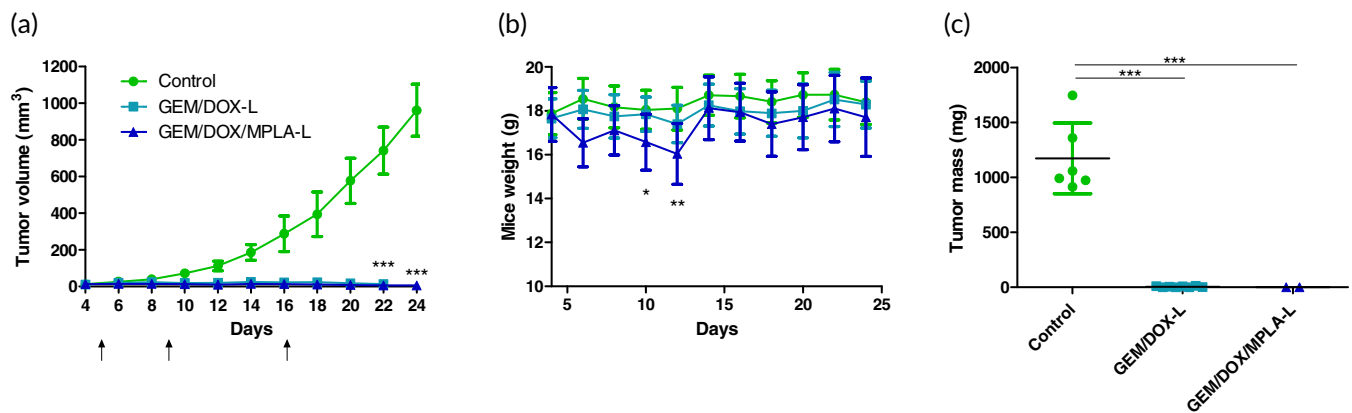 (a)
Tumor volume (mm³)
1200
1000
800
600
400
200
0
Control
GEM/DOX-L
GEM/DOX/MPLA-L
***
***
4 6 8 10 12 14 16 18 20 22 24
Days
(b)
Mice weight (g)
20
18
16
14
12
10
*
**
5 10 15 20 25
Days
(c)
Tumor mass (mg)
2000
1500
1000
500
0
***
***
Control
GEM/DOX-L
GEM/DOX/MPLA-L